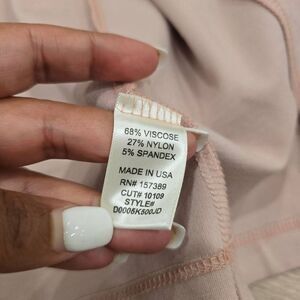 68% VISCOSE
27% NYLON
5% SPANDEX
MADE IN USA
RN# 157389
CUT# 10109
STYLE#
D0005K500JD